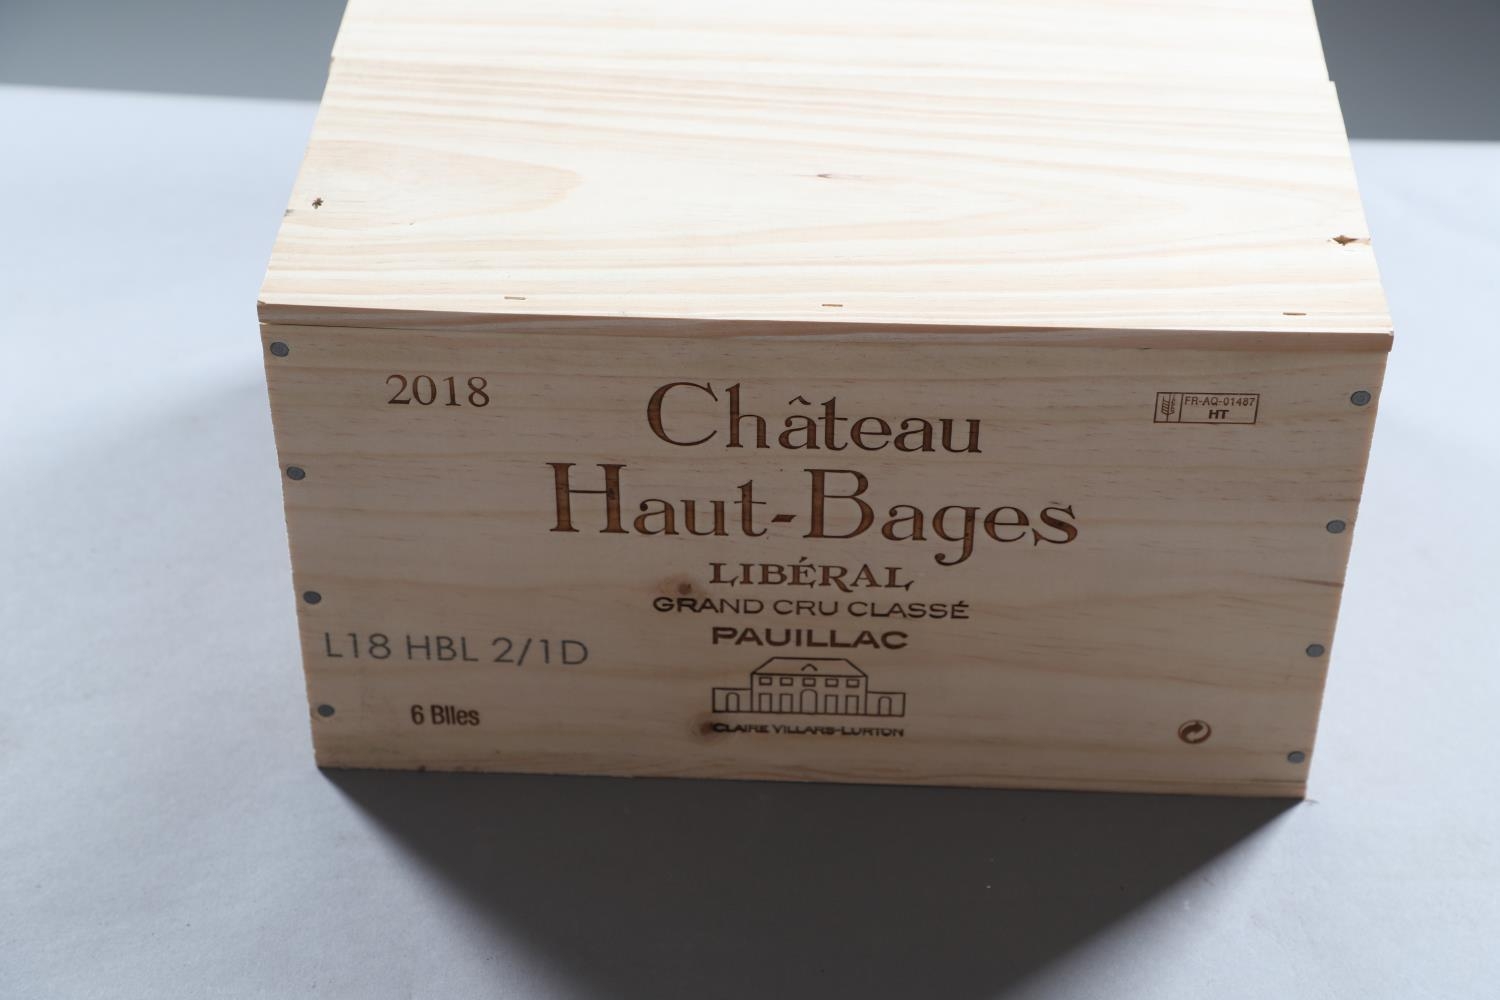 2018
Château
Haut-Bages
LIBÉRAL
GRAND CRU CLASSÉ
PAUILLAC
CLAIRE VILLARS-LURTON
FR-AQ-01487
HT
L18 HBL 2/1D
6 Blles